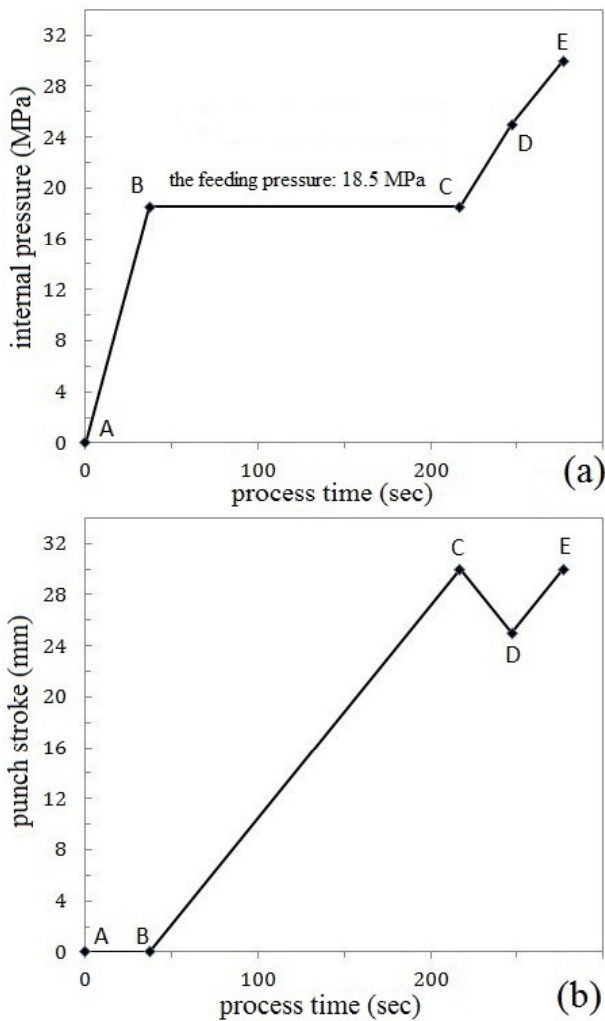 32
28
24
20
16
12
8
4
0
internal pressure (MPa)
A
B
the feeding pressure: 18.5 MPa
C
D
E
0 100 200
process time (sec)
(a)
32
28
24
20
16
12
8
4
0
punch stroke (mm)
A
B
C
D
E
0 100 200
process time (sec)
(b)